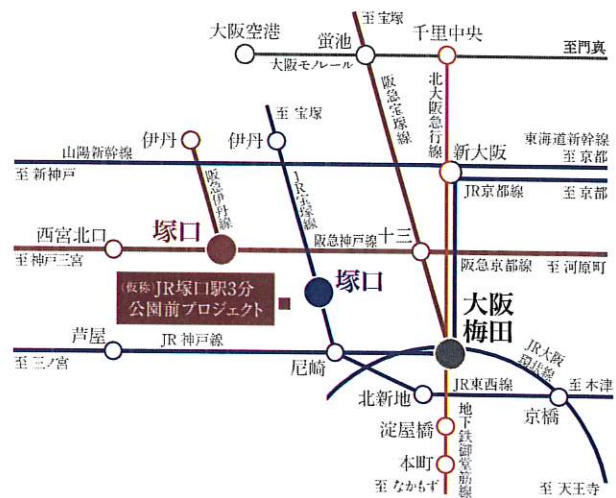 至 宝塚
大阪空港
蛍池
千里中央
至門真
大阪モノレール
阪急宝塚線
北大阪急行線
至 宝塚
伊丹
伊丹
東海道新幹線
山陽新幹線
新大阪
至 京都
至 新神戸
JR京都線
至 京都
阪急伊丹線
JR宝塚線
西宮北口
塚口
阪急神戸線
十三
至 神戸三宮
阪急京都線
至 河原町
(仮称)JR塚口駅3分
公園前プロジェクト
塚口
大阪
梅田
芦屋
JR 神戸線
JR大阪
環状線
至 三ノ宮
尼崎
JR東西線
至 木津
北新地
京橋
淀屋橋
地下鉄御堂筋線
本町
至 なかもず
至 天王寺